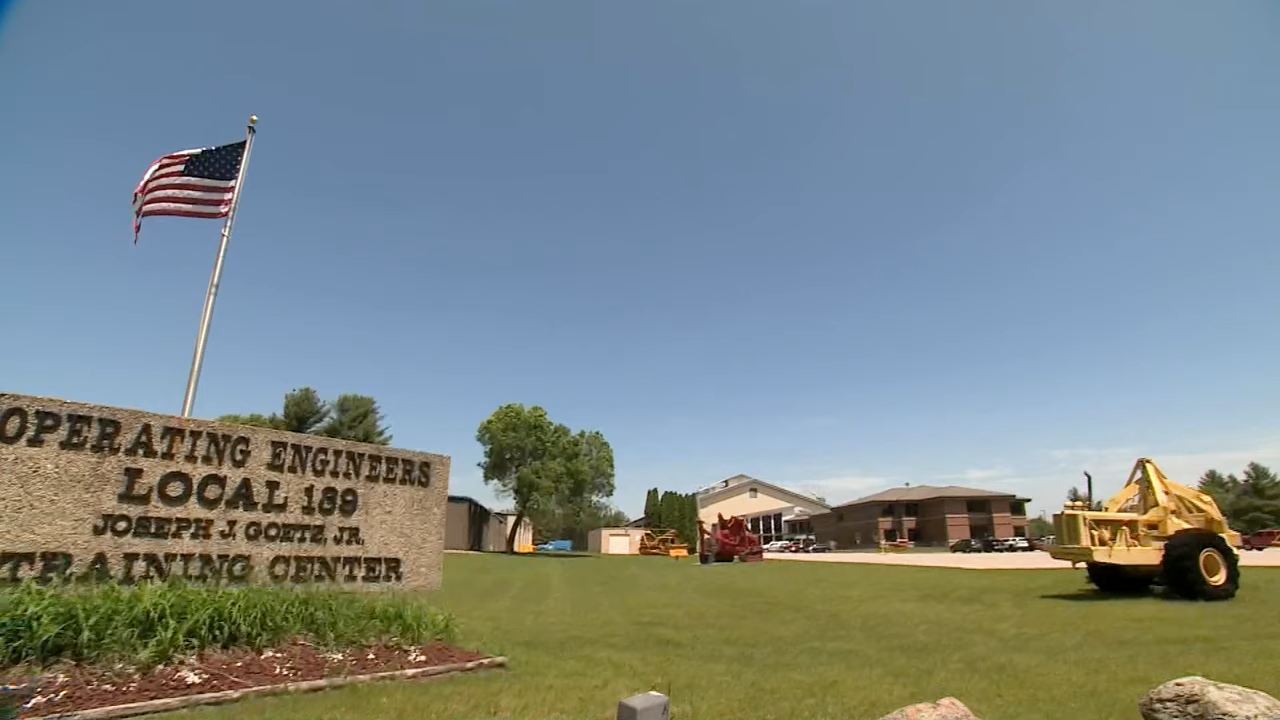 OPERATING ENGINEERS
LOCAL 139
JOSEPH J. GOETZ, JR.
TRAINING CENTER